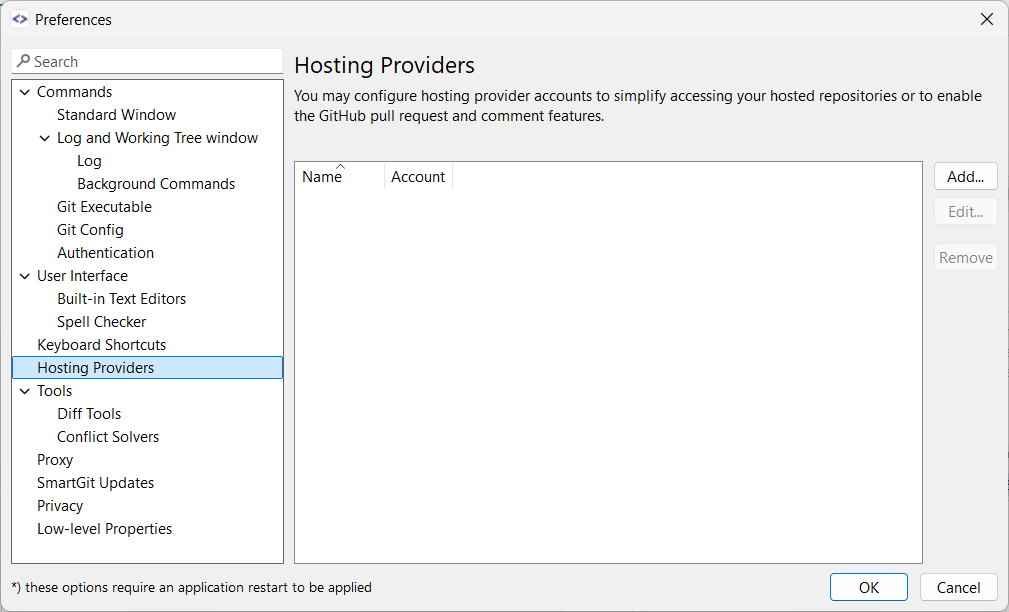 Preferences
Search
Commands
Standard Window
Log and Working Tree window
Log
Background Commands
Git Executable
Git Config
Authentication
User Interface
Built-in Text Editors
Spell Checker
Keyboard Shortcuts
Hosting Providers
Tools
Diff Tools
Conflict Solvers
Proxy
SmartGit Updates
Privacy
Low-level Properties
Hosting Providers
You may configure hosting provider accounts to simplify accessing your hosted repositories or to enable
the GitHub pull request and comment features.
Name Account
Add...
Edit...
Remove
*) these options require an application restart to be applied
OK Cancel